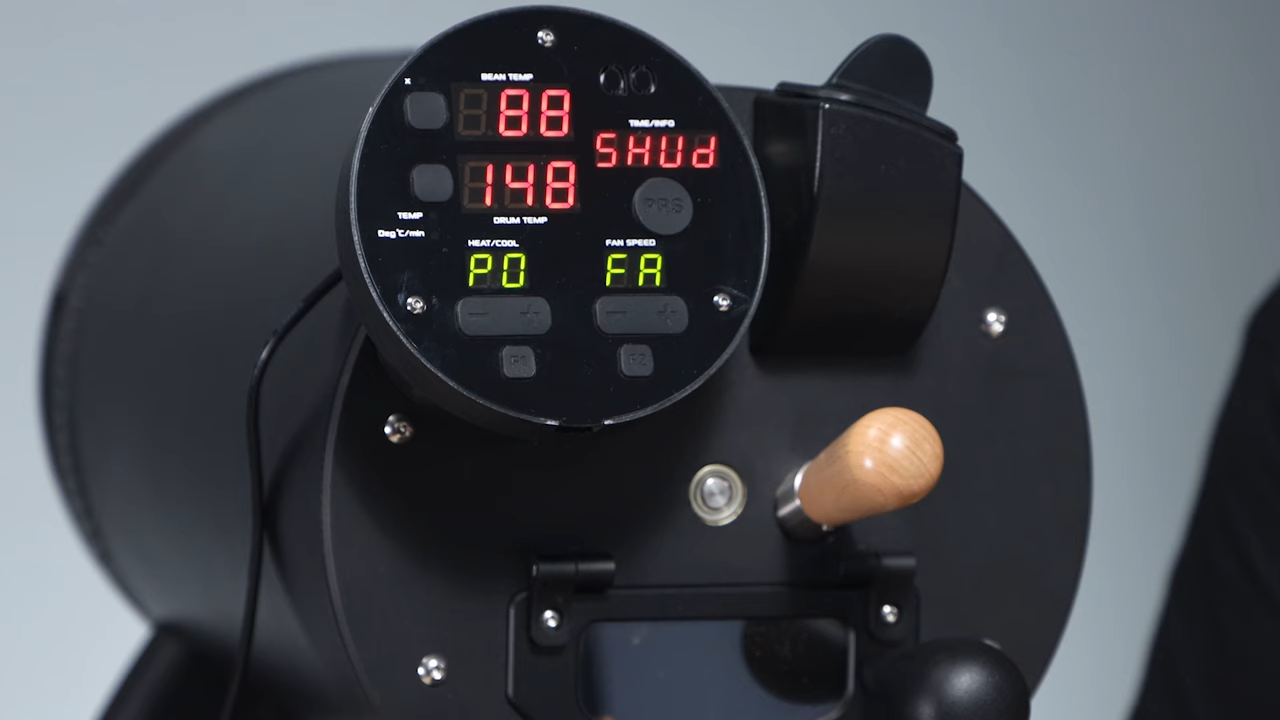 x
BEAN TEMP
88
TIME/INFO
SHUd
148
PRS
TEMP
DRUM TEMP
Deg℃/min
HEAT/COOL
FAN SPEED
P0
FA
- +
- +
F1
F2